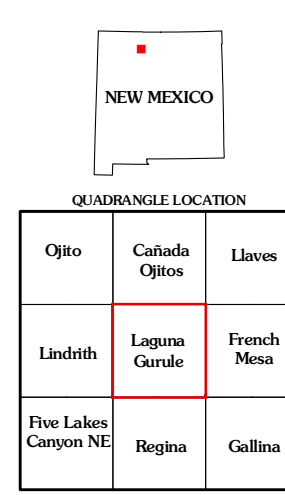 NEW MEXICO
QUADRANGLE LOCATION
Ojito
Cañada
Ojitos
Llaves
Lindrith
Laguna
Gurule
French
Mesa
Five Lakes
Canyon NE
Regina
Gallina